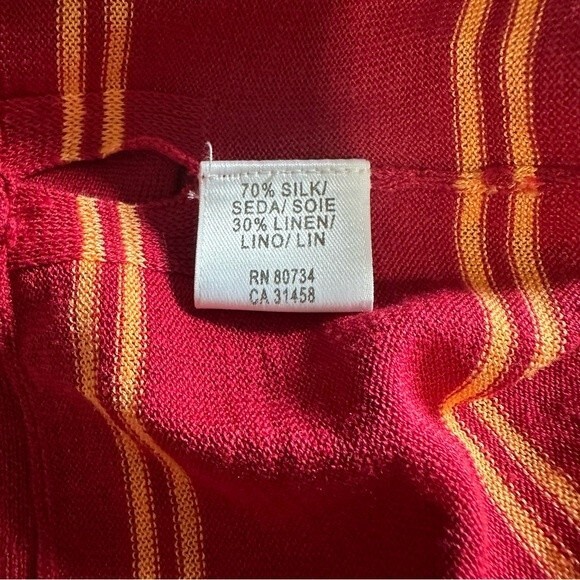 70% SILK/
SEDA/ SOIE
30% LINEN/
LINO/ LIN
RN 80734
CA 31458